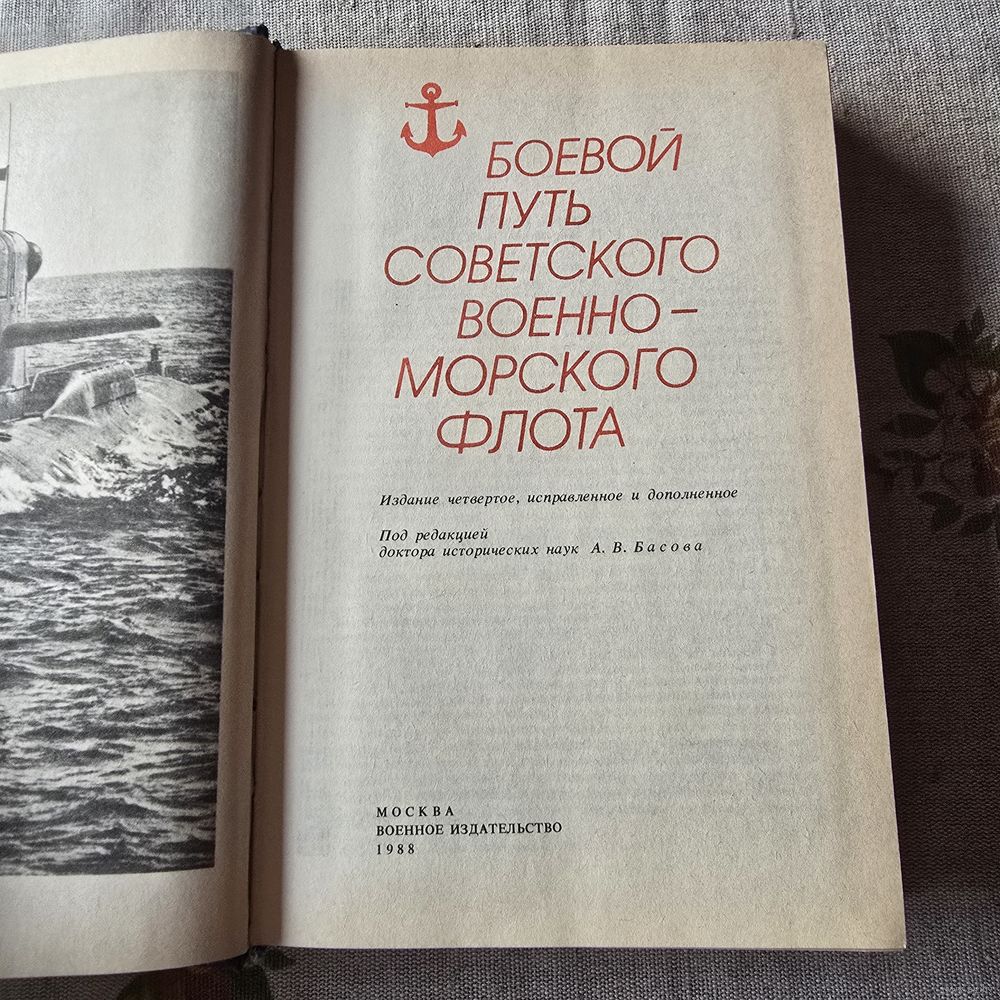 БОЕВОЙ
ПУТЬ
СОВЕТСКОГО
ВОЕННО-
МОРСКОГО
ФЛОТА
Издание четвертое, исправленное и дополненное
Под редакцией
доктора исторических наук А. В. Басова
МОСКВА
ВОЕННОЕ ИЗДАТЕЛЬСТВО
1988